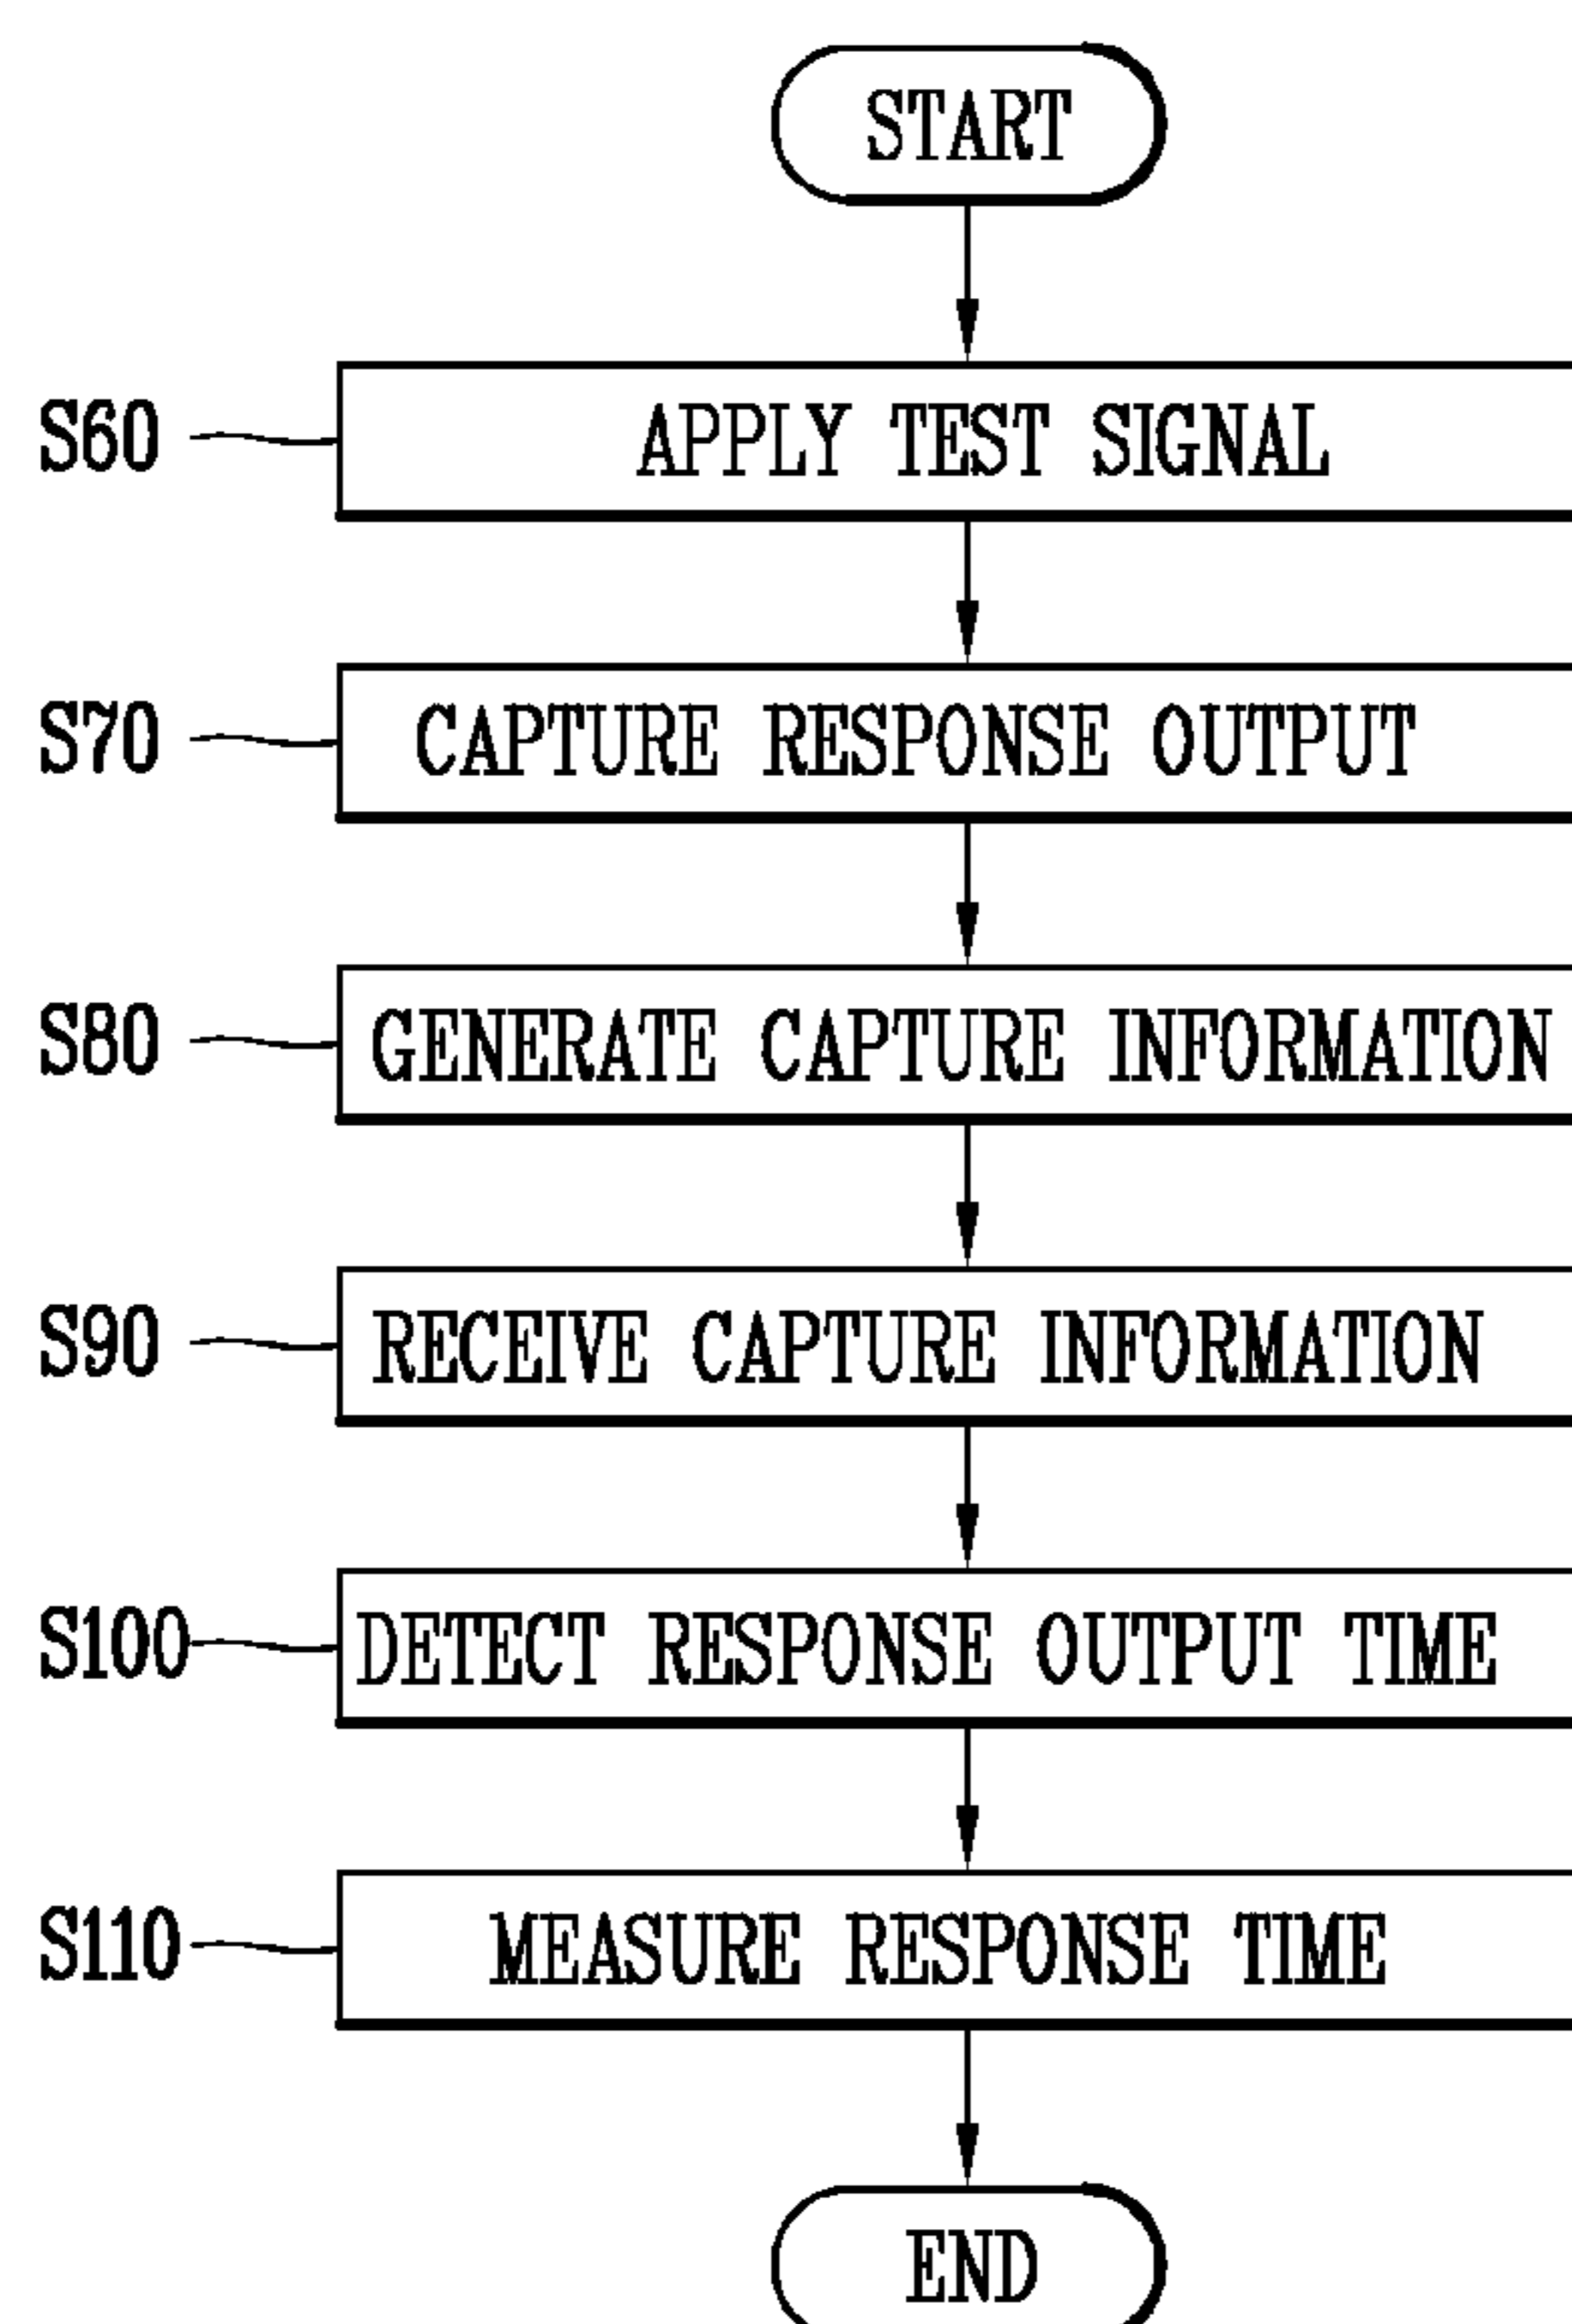 START
S60 APPLY TEST SIGNAL
S70 CAPTURE RESPONSE OUTPUT
S80 GENERATE CAPTURE INFORMATION
S90 RECEIVE CAPTURE INFORMATION
S100 DETECT RESPONSE OUTPUT TIME
S110 MEASURE RESPONSE TIME
END